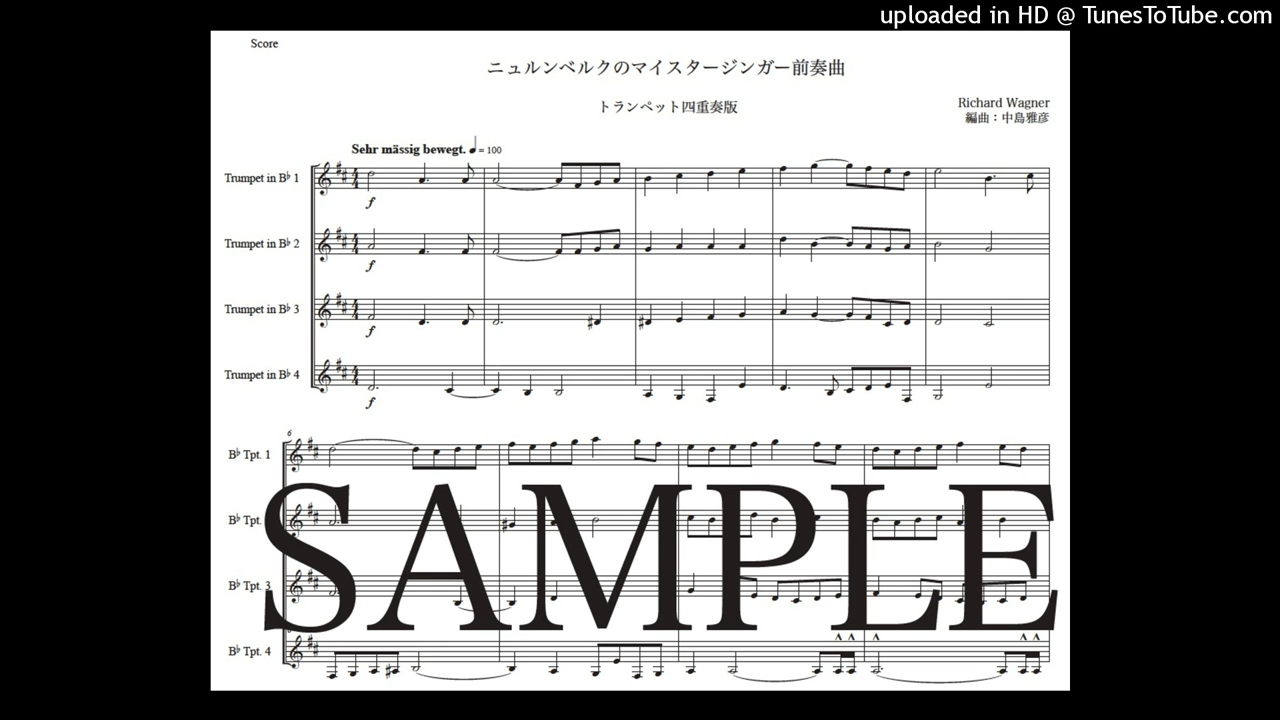 uploaded in HD @ TunesToTube.com
Score
ニュルンベルクのマイスタージンガー前奏曲
トランペット四重奏版
Richard Wagner
編曲：中島雅彦
Sehr mässig bewegt. ♩ = 100
Trumpet in B♭ 1
f
Trumpet in B♭ 2
f
Trumpet in B♭ 3
f
Trumpet in B♭ 4
f
6
B♭ Tpt. 1
B♭ Tpt.
B♭ Tpt. 3
B♭ Tpt. 4
SAMPLE